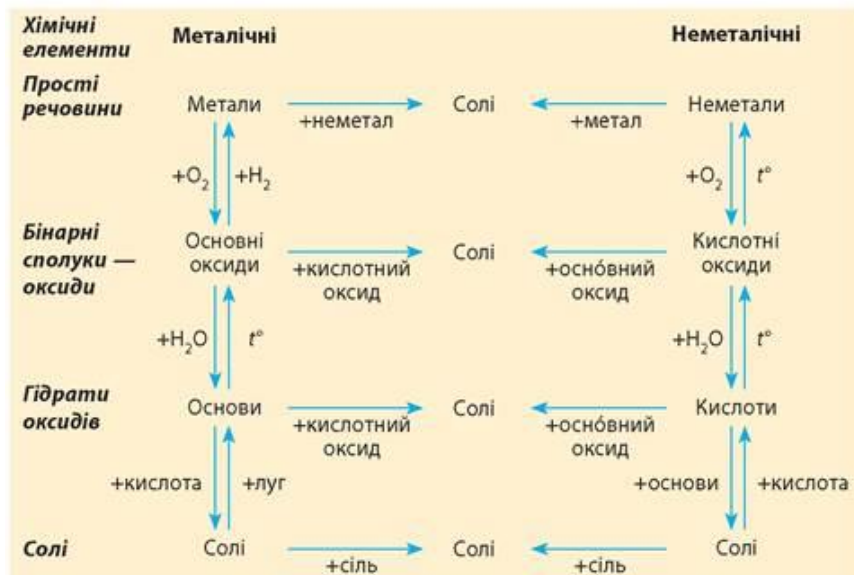 Хімічні
елементи
Металічні
Неметалічні
Прості
речовини
Метали
+неметал
Солі
+метал
Неметали
+O₂
+H₂
+O₂
t°
Бінарні
сполуки —
оксиди
Основні
оксиди
+кислотний
оксид
Солі
+оснóвний
оксид
Кислотні
оксиди
+H₂O
t°
+H₂O
t°
Гідрати
оксидів
Основи
+кислотний
оксид
Солі
+оснóвний
оксид
Кислоти
+кислота
+луг
+основи
+кислота
Солі
Солі
+сіль
Солі
+сіль
Солі